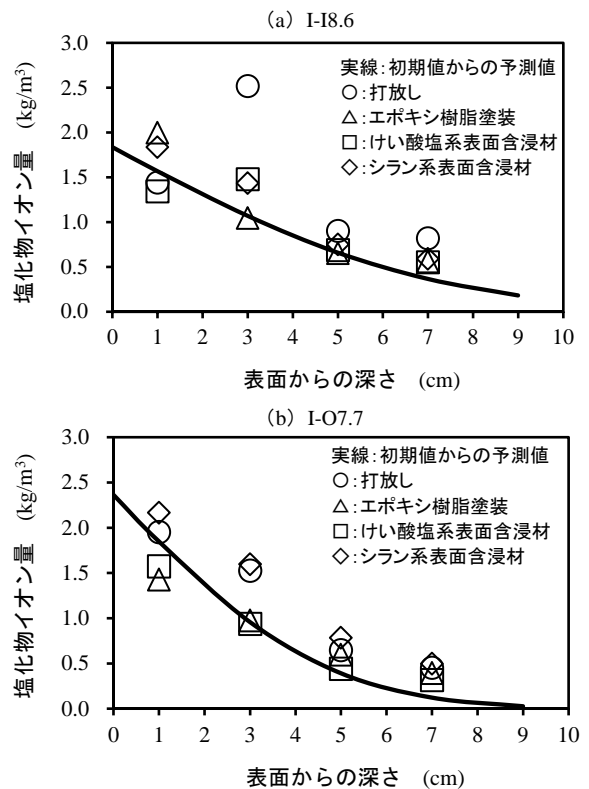 （a）I-I8.6
3.0
2.5
2.0
1.5
1.0
0.5
0.0
塩化物イオン量 (kg/m³)
実線：初期値からの予測値
○：打放し
△：エポキシ樹脂塗装
□：けい酸塩系表面含浸材
◇：シラン系表面含浸材
0 1 2 3 4 5 6 7 8 9 10
表面からの深さ (cm)
（b）I-O7.7
3.0
2.5
2.0
1.5
1.0
0.5
0.0
塩化物イオン量 (kg/m³)
実線：初期値からの予測値
○：打放し
△：エポキシ樹脂塗装
□：けい酸塩系表面含浸材
◇：シラン系表面含浸材
0 1 2 3 4 5 6 7 8 9 10
表面からの深さ (cm)